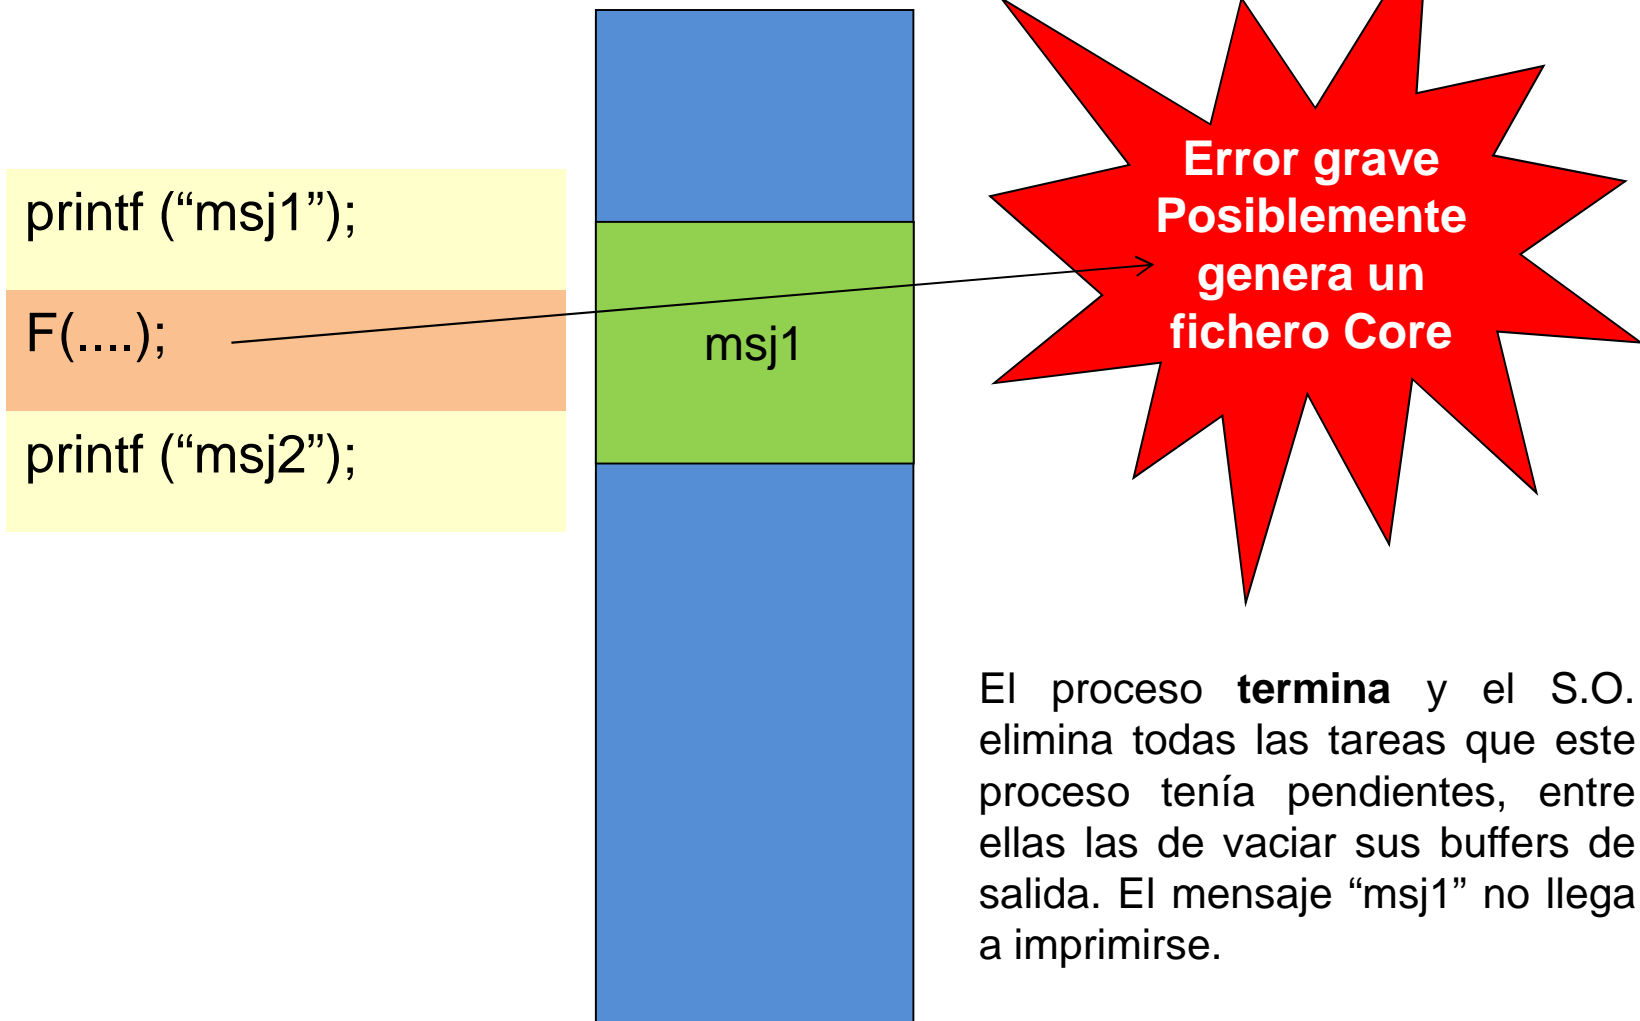 printf (“msj1”);
F(....);
printf (“msj2”);
msj1
Error grave
Posiblemente
genera un
fichero Core
El proceso termina y el S.O.
elimina todas las tareas que este
proceso tenía pendientes, entre
ellas las de vaciar sus buffers de
salida. El mensaje “msj1” no llega
a imprimirse.